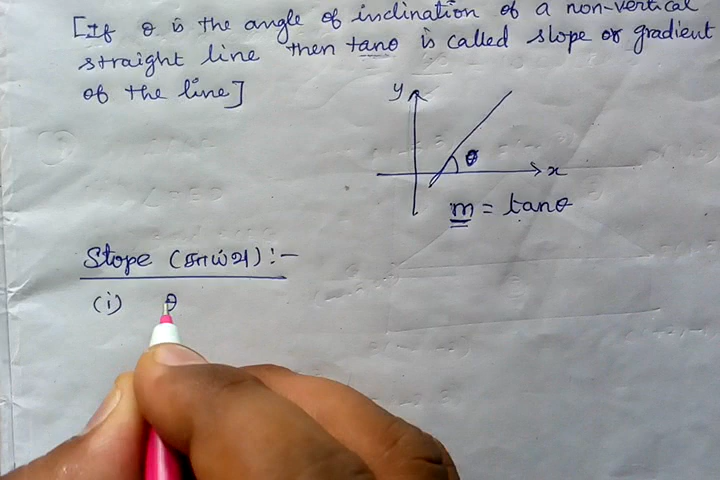 [If θ is the angle of inclination of a non-vertical
straight line then tanθ is called slope or gradient
of the line]
y
θ
x
m = tanθ
Slope (சாய்வு) :-
(i) θ